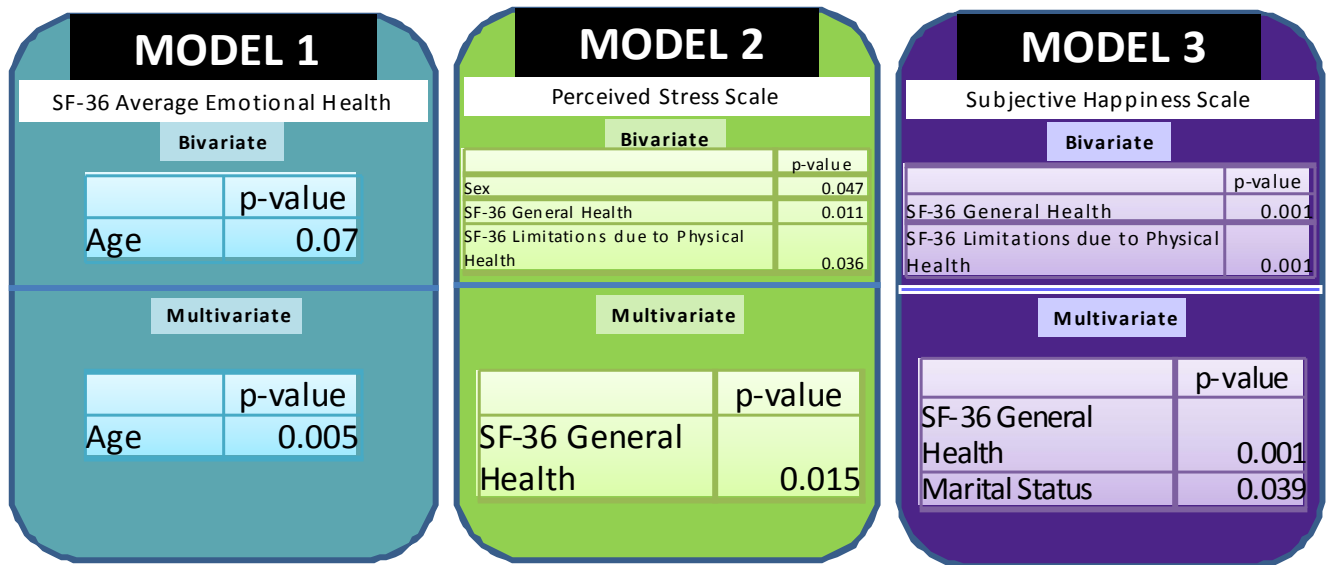 MODEL 1
SF-36 Average Emotional Health
Bivariate
p-value
Age 0.07
Multivariate
p-value
Age 0.005
MODEL 2
Perceived Stress Scale
Bivariate
p-value
Sex 0.047
SF-36 General Health 0.011
SF-36 Limitations due to Physical
Health 0.036
Multivariate
p-value
SF-36 General
Health 0.015
MODEL 3
Subjective Happiness Scale
Bivariate
p-value
SF-36 General Health 0.001
SF-36 Limitations due to Physical
Health 0.001
Multivariate
p-value
SF-36 General
Health 0.001
Marital Status 0.039